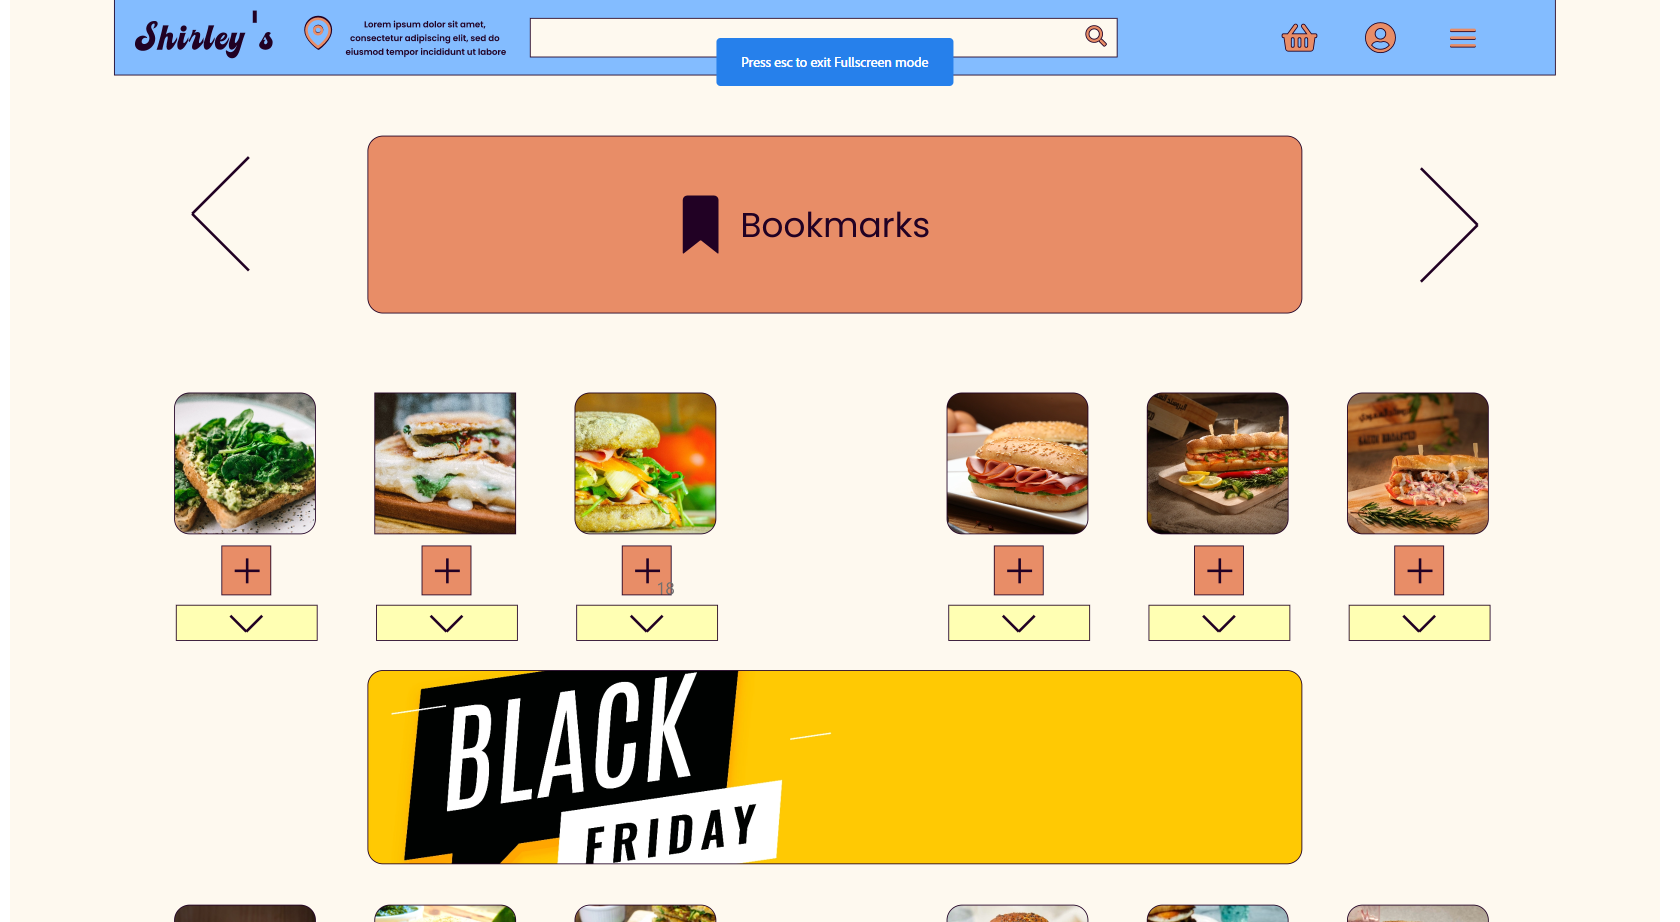 Shirley's
Lorem ipsum dolor sit amet,
consectetur adipiscing elit, sed do
eiusmod tempor incididunt ut labore
Press esc to exit Fullscreen mode
Bookmarks
18
BLACK
FRIDAY